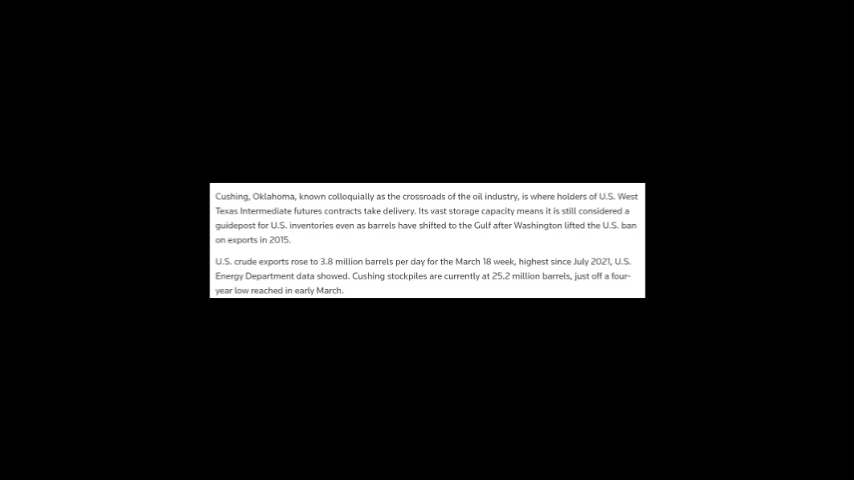 Cushing, Oklahoma, known colloquially as the crossroads of the oil industry, is where holders of U.S. West
Texas Intermediate futures contracts take delivery. Its vast storage capacity means it is still considered a
guidepost for U.S. inventories even as barrels have shifted to the Gulf after Washington lifted the U.S. ban
on exports in 2015.
U.S. crude exports rose to 3.8 million barrels per day for the March 18 week, highest since July 2021, U.S.
Energy Department data showed. Cushing stockpiles are currently at 25.2 million barrels, just off a four-
year low reached in early March.